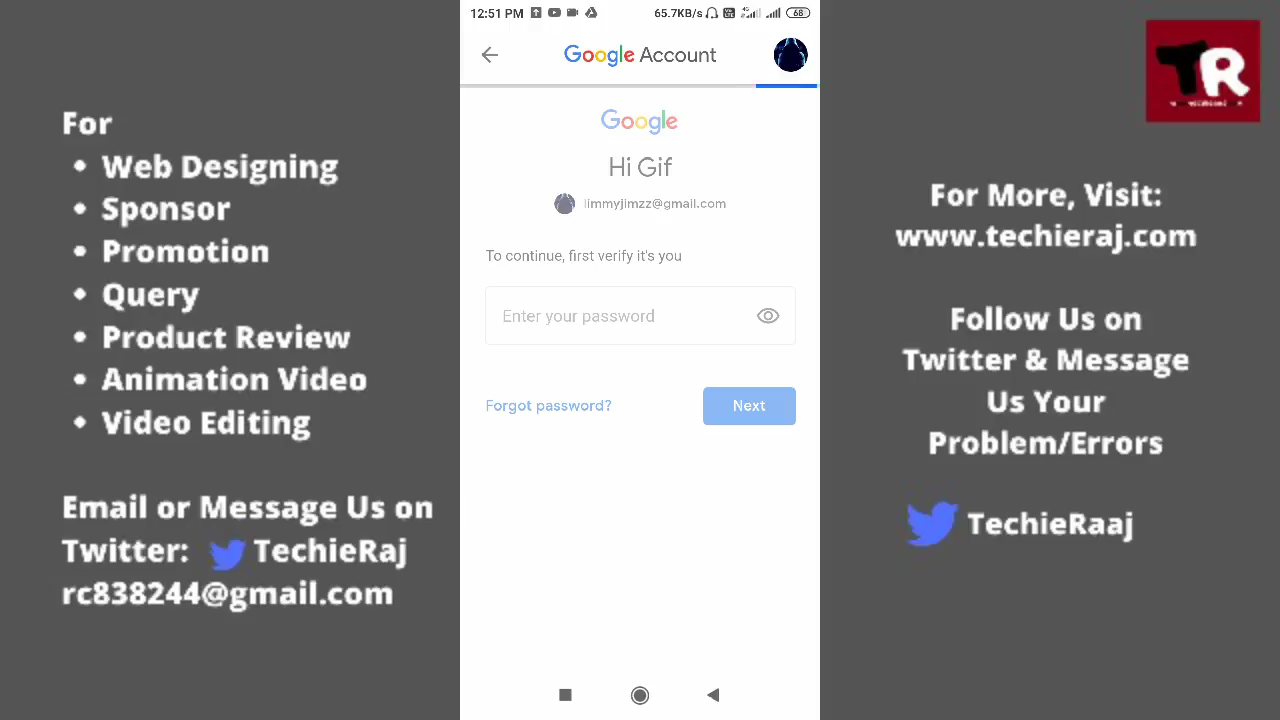 For
• Web Designing
• Sponsor
• Promotion
• Query
• Product Review
• Animation Video
• Video Editing
Email or Message Us on
Twitter: TechieRaj
rc838244@gmail.com
12:51 PM 65.7KB/s 4G 68
Google Account
Google
Hi Gif
limmyjimzz@gmail.com
To continue, first verify it's you
Enter your password
Forgot password? Next
TR
For More, Visit:
www.techieraj.com
Follow Us on
Twitter & Message
Us Your
Problem/Errors
TechieRaaj